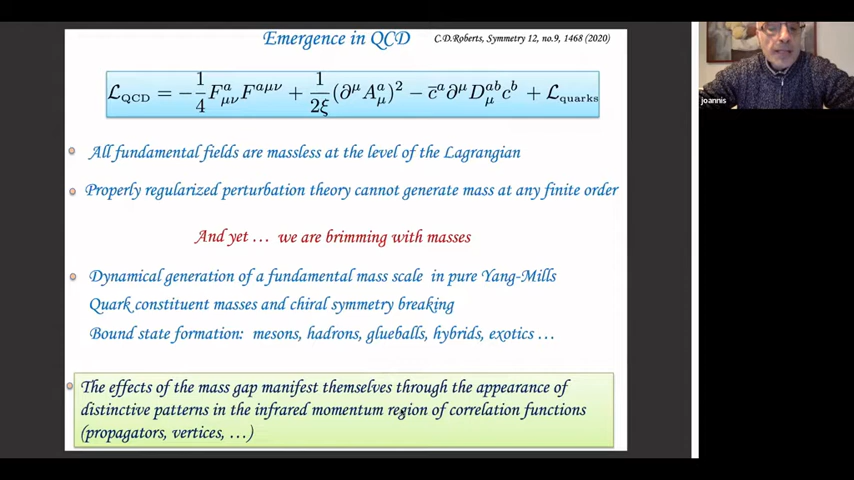 Emergence in QCD
C.D.Roberts, Symmetry 12, no.9, 1468 (2020)
ℒ_QCD = −1/4 F^a_μν F^aμν + 1/2ξ (∂^μ A^a_μ)² − c̄^a ∂^μ D^ab_μ c^b + ℒ_quarks
joannis
All fundamental fields are massless at the level of the Lagrangian
Properly regularized perturbation theory cannot generate mass at any finite order
And yet … we are brimming with masses
Dynamical generation of a fundamental mass scale in pure Yang-Mills
Quark constituent masses and chiral symmetry breaking
Bound state formation: mesons, hadrons, glueballs, hybrids, exotics …
The effects of the mass gap manifest themselves through the appearance of
distinctive patterns in the infrared momentum region of correlation functions
(propagators, vertices, …)